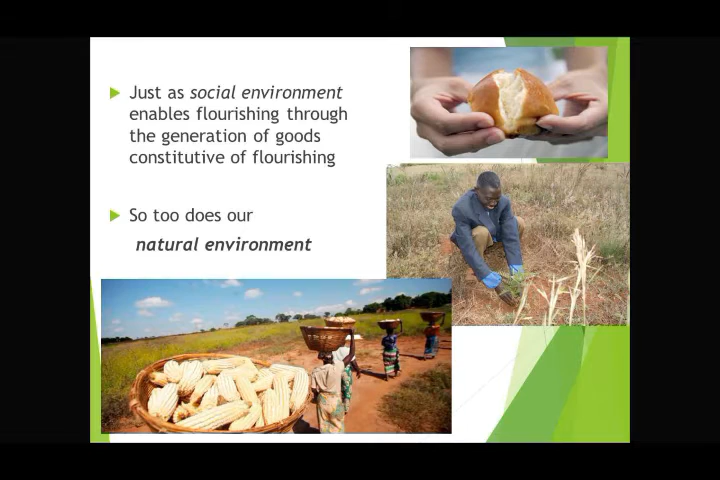 Just as social environment
enables flourishing through
the generation of goods
constitutive of flourishing
So too does our
natural environment